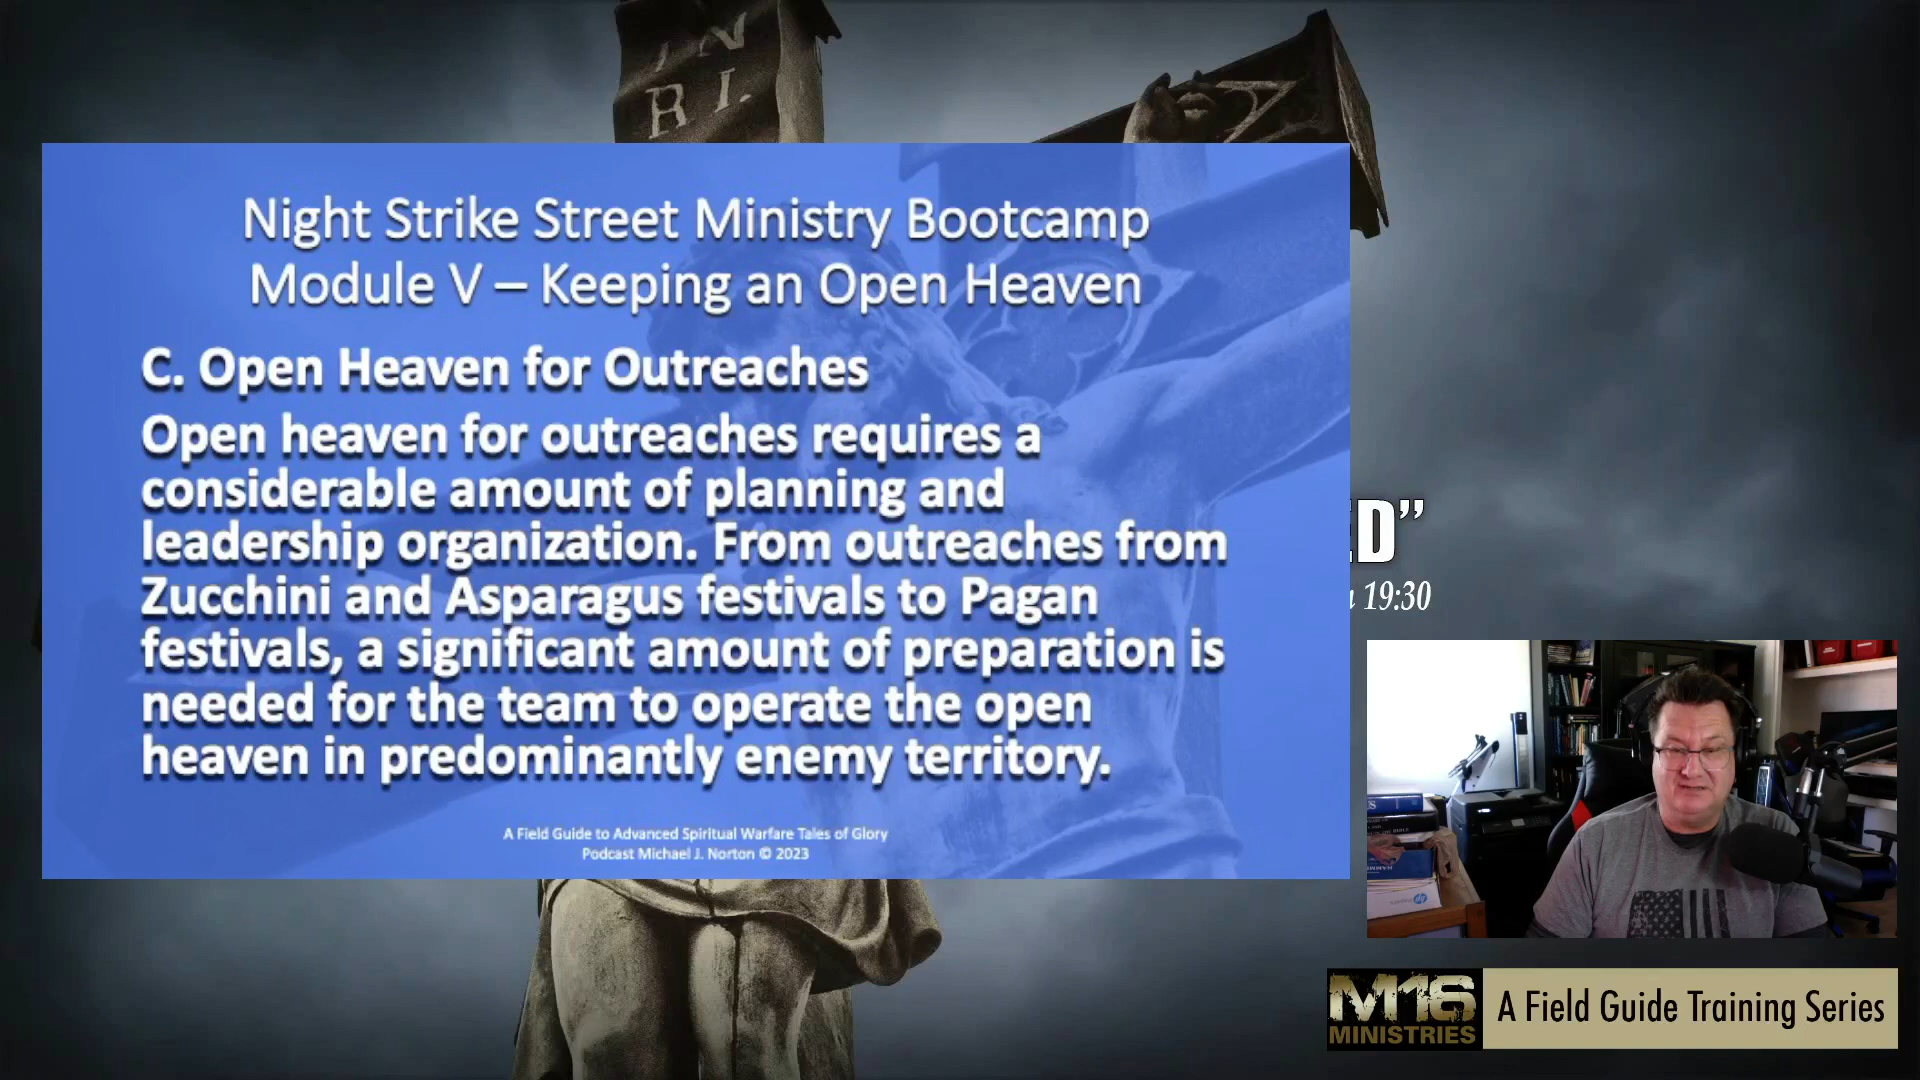 IN
R I.
Night Strike Street Ministry Bootcamp
Module V – Keeping an Open Heaven
C. Open Heaven for Outreaches
Open heaven for outreaches requires a
considerable amount of planning and
leadership organization. From outreaches from
Zucchini and Asparagus festivals to Pagan
festivals, a significant amount of preparation is
needed for the team to operate the open
heaven in predominantly enemy territory.
A Field Guide to Advanced Spiritual Warfare Tales of Glory
Podcast Michael J. Norton © 2023
ED”
19:30
M16
MINISTRIES
A Field Guide Training Series